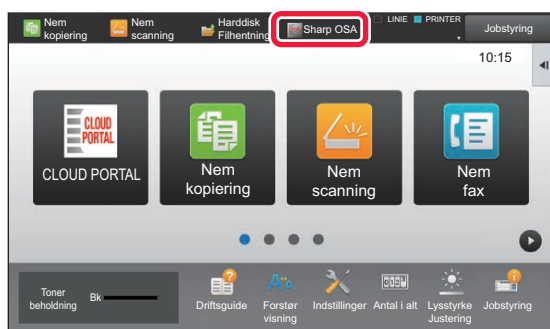 Nem
kopiering
Nem
scanning
Harddisk
Filhentning
Sharp OSA
LINIE
PRINTER
Jobstyring
10:15
CLOUD
PORTAL
CLOUD PORTAL
Nem
kopiering
Nem
scanning
Nem
fax
Toner
beholdning
Bk
Driftsguide
Forstør
visning
Indstillinger
Antal i alt
Lysstyrke
Justering
Jobstyring